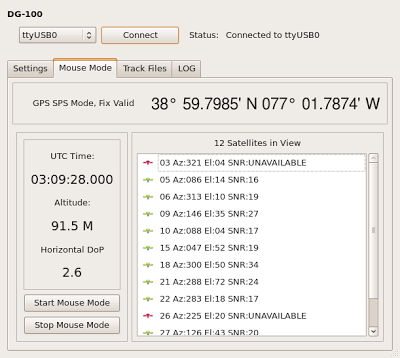 DG-100
ttyUSB0 Connect Status: Connected to ttyUSB0
Settings Mouse Mode Track Files LOG
GPS SPS Mode, Fix Valid 38° 59.7985' N 077° 01.7874' W
12 Satellites in View
UTC Time:
03:09:28.000
Altitude:
91.5 M
Horizontal DoP
2.6
Start Mouse Mode
Stop Mouse Mode
03 Az:321 El:04 SNR:UNAVAILABLE
05 Az:086 El:14 SNR:16
06 Az:313 El:10 SNR:19
09 Az:146 El:35 SNR:27
10 Az:088 El:04 SNR:17
15 Az:047 El:52 SNR:19
18 Az:300 El:50 SNR:34
21 Az:288 El:72 SNR:24
22 Az:283 El:18 SNR:17
26 Az:225 El:20 SNR:UNAVAILABLE
27 Az:126 El:43 SNR:20